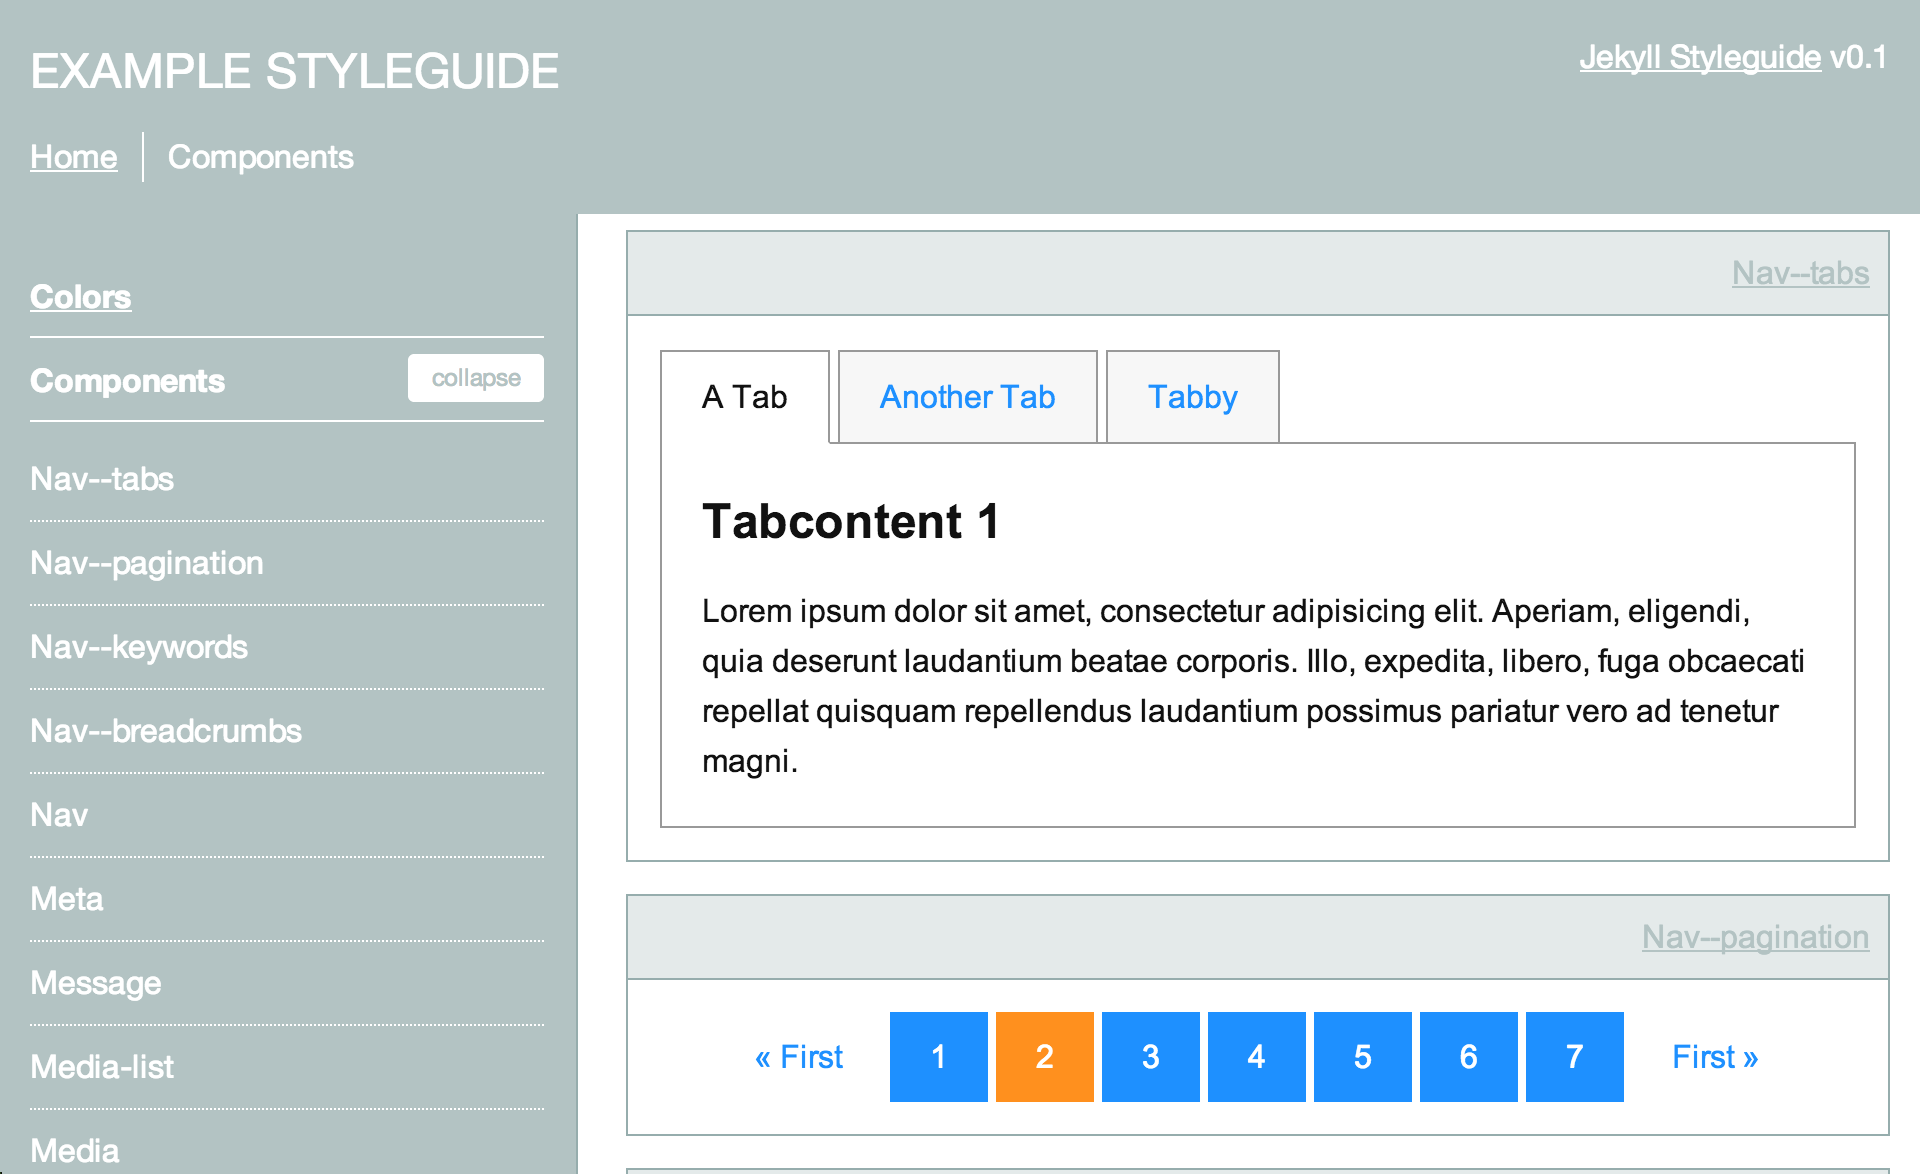 EXAMPLE STYLEGUIDE
Jekyll Styleguide v0.1
Home
Components
Colors
Components
collapse
Nav--tabs
Nav--pagination
Nav--keywords
Nav--breadcrumbs
Nav
Meta
Message
Media-list
Media
Nav--tabs
A Tab
Another Tab
Tabby
Tabcontent 1
Lorem ipsum dolor sit amet, consectetur adipisicing elit. Aperiam, eligendi,
quia deserunt laudantium beatae corporis. Illo, expedita, libero, fuga obcaecati
repellat quisquam repellendus laudantium possimus pariatur vero ad tenetur
magni.
Nav--pagination
« First 1 2 3 4 5 6 7 First »